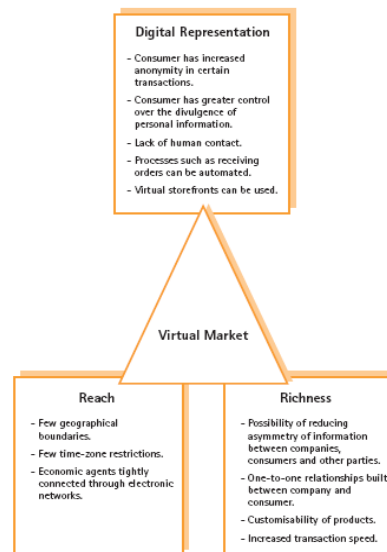 Digital Representation
– Consumer has increased
anonymity in certain
transactions.
– Consumer has greater control
over the divulgence of
personal information.
– Lack of human contact.
– Processes such as receiving
orders can be automated.
– Virtual storefronts can be used.
Virtual Market
Reach
– Few geographical
boundaries.
– Few time-zone restrictions.
– Economic agents tightly
connected through electronic
networks.
Richness
– Possibility of reducing
asymmetry of information
between companies,
consumers and other parties.
– One-to-one relationships built
between company and
consumer.
– Customisability of products.
– Increased transaction speed.